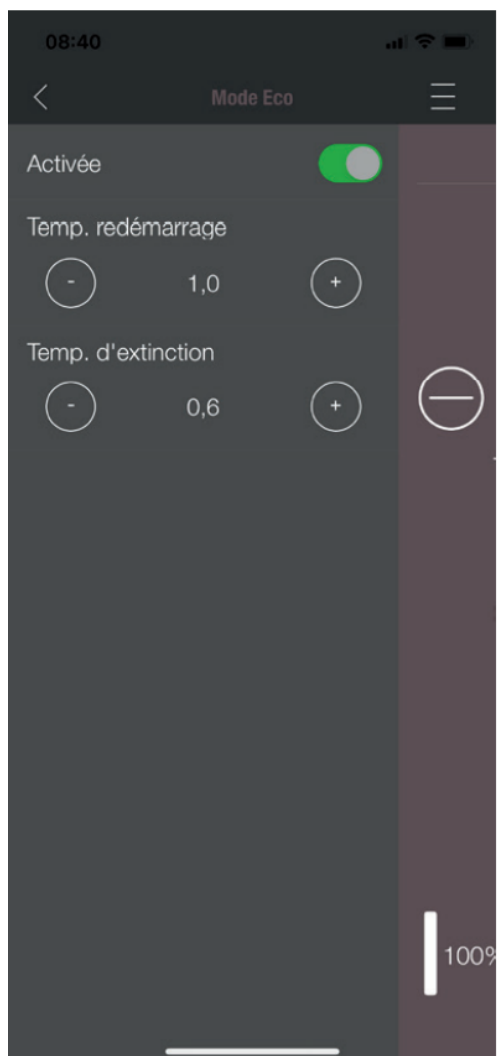 08:40
Mode Eco
Activée
Temp. redémarrage
- 1,0 +
Temp. d'extinction
- 0,6 +
100%